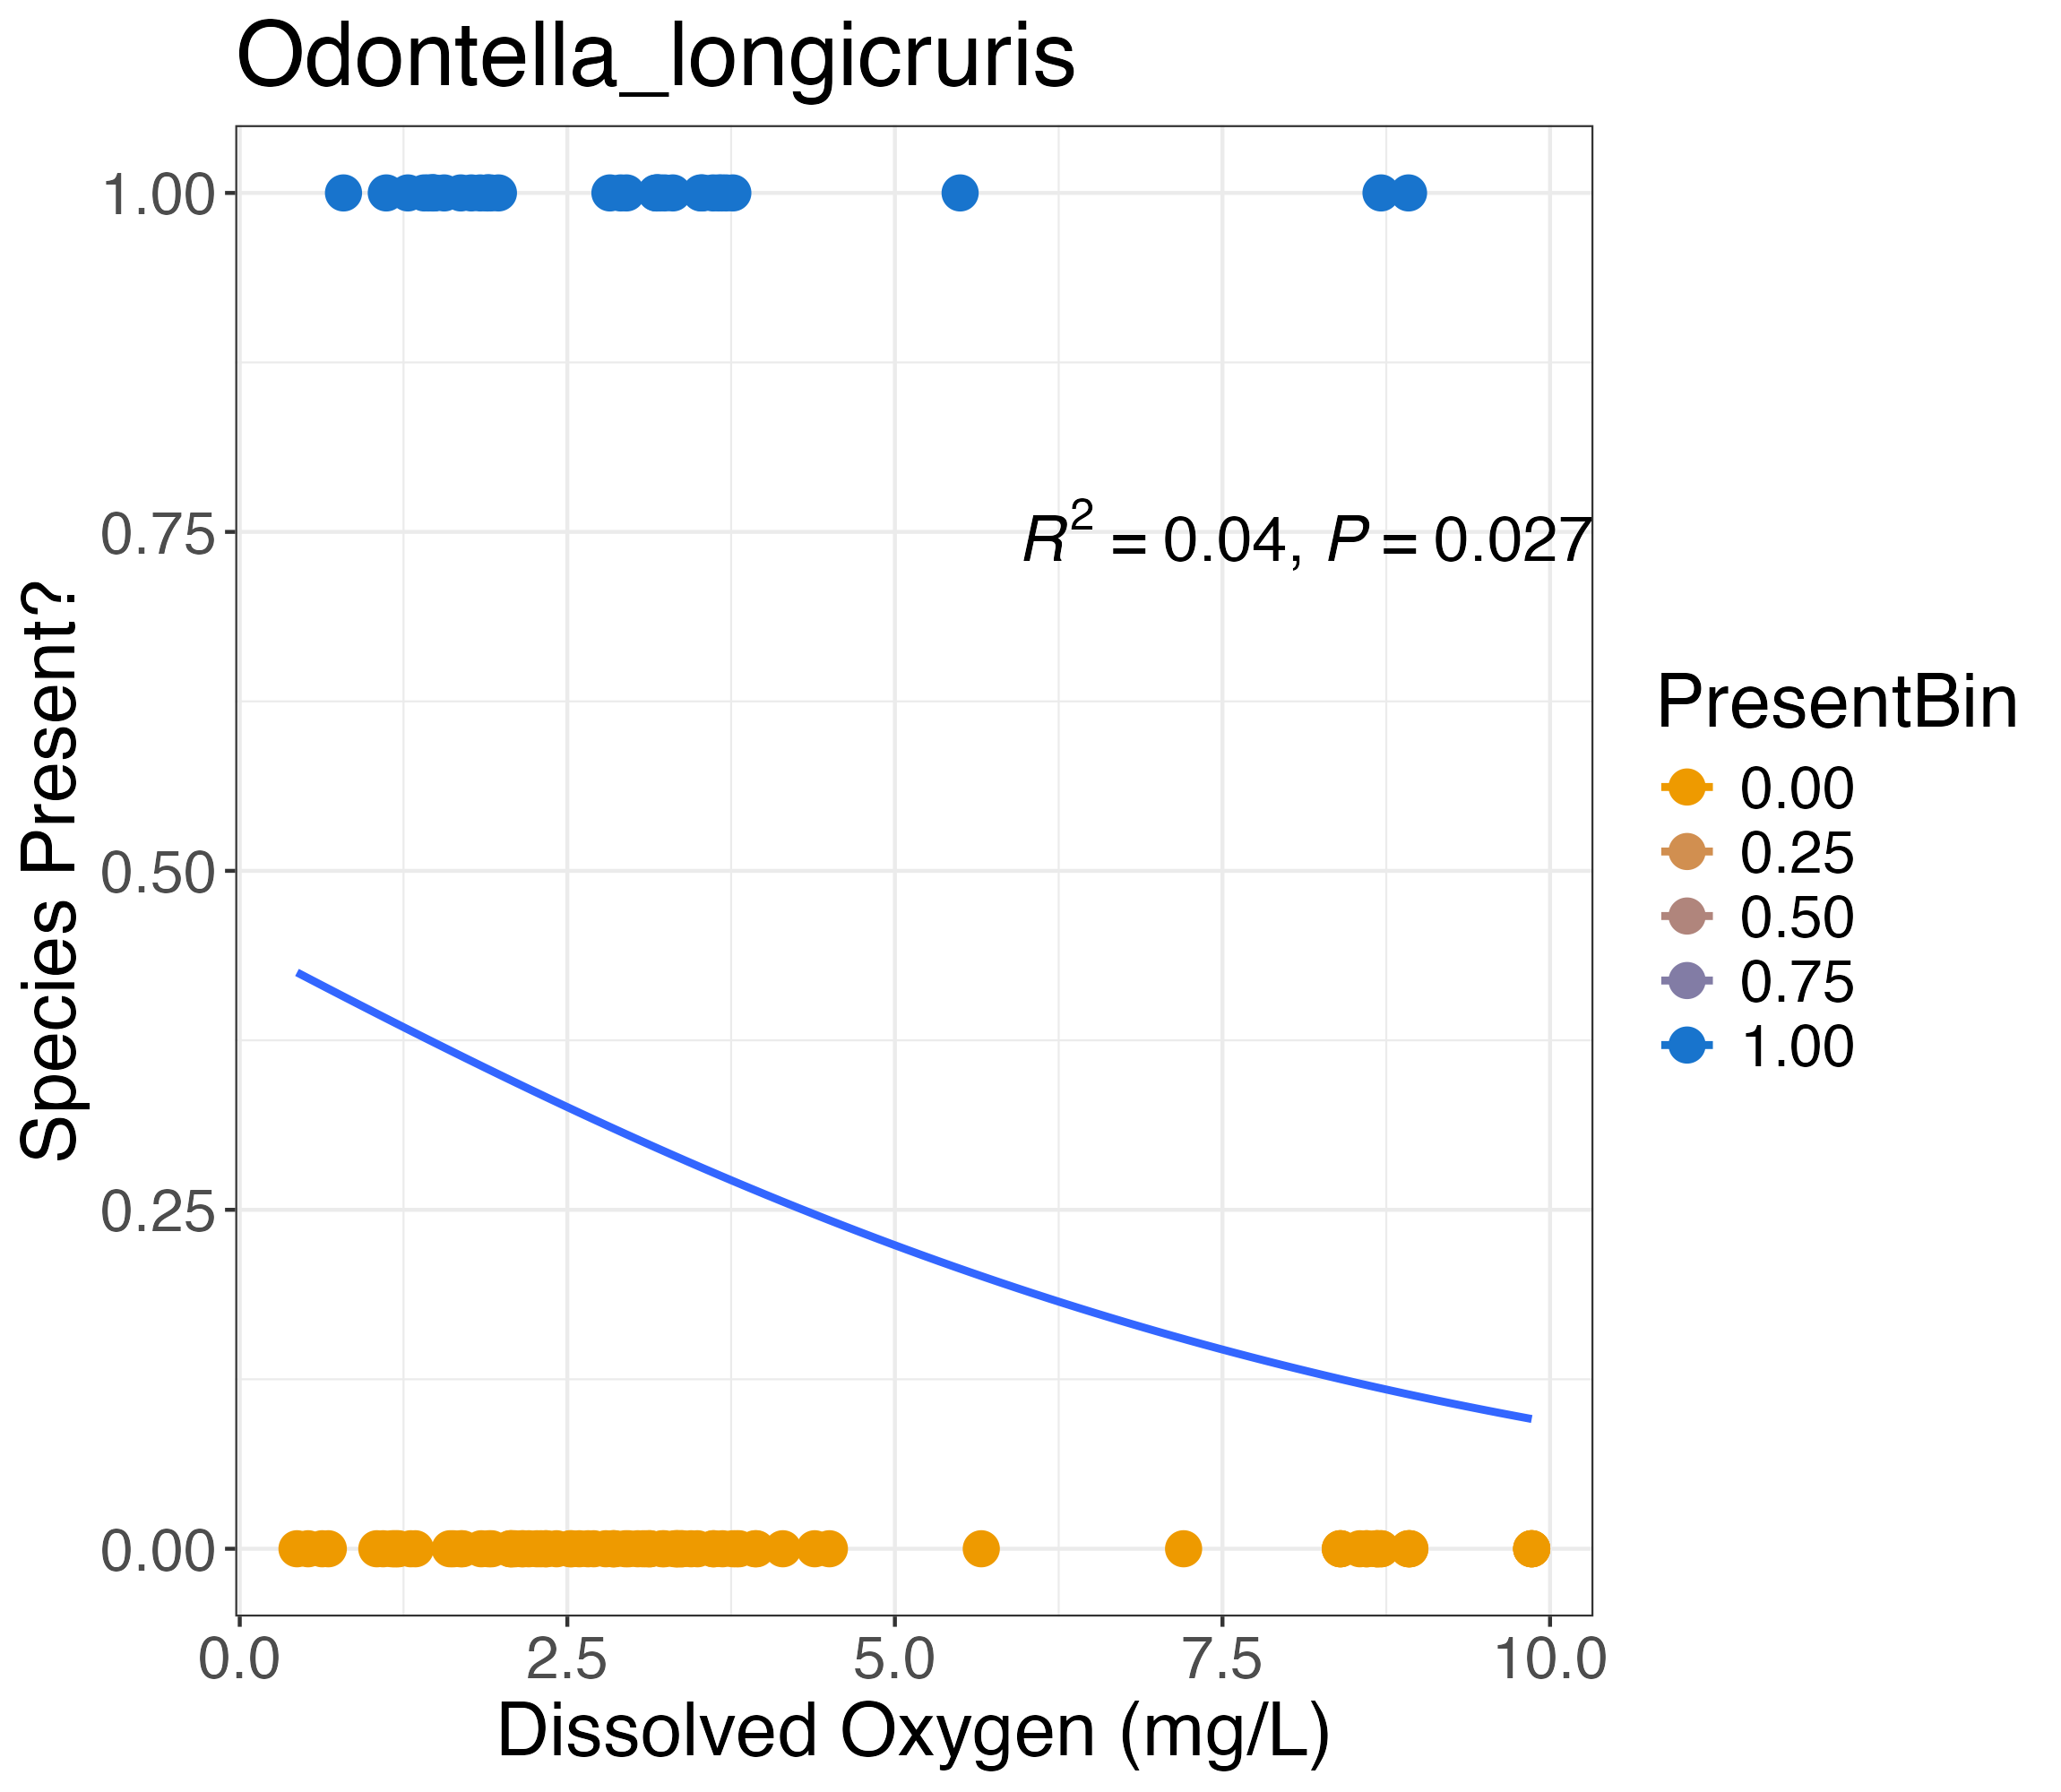 Odontella_longicruris
1.00
0.75
0.50
0.25
0.00
Species Present?
R² = 0.04, P = 0.027
0.0 2.5 5.0 7.5 10.0
Dissolved Oxygen (mg/L)
PresentBin
0.00
0.25
0.50
0.75
1.00